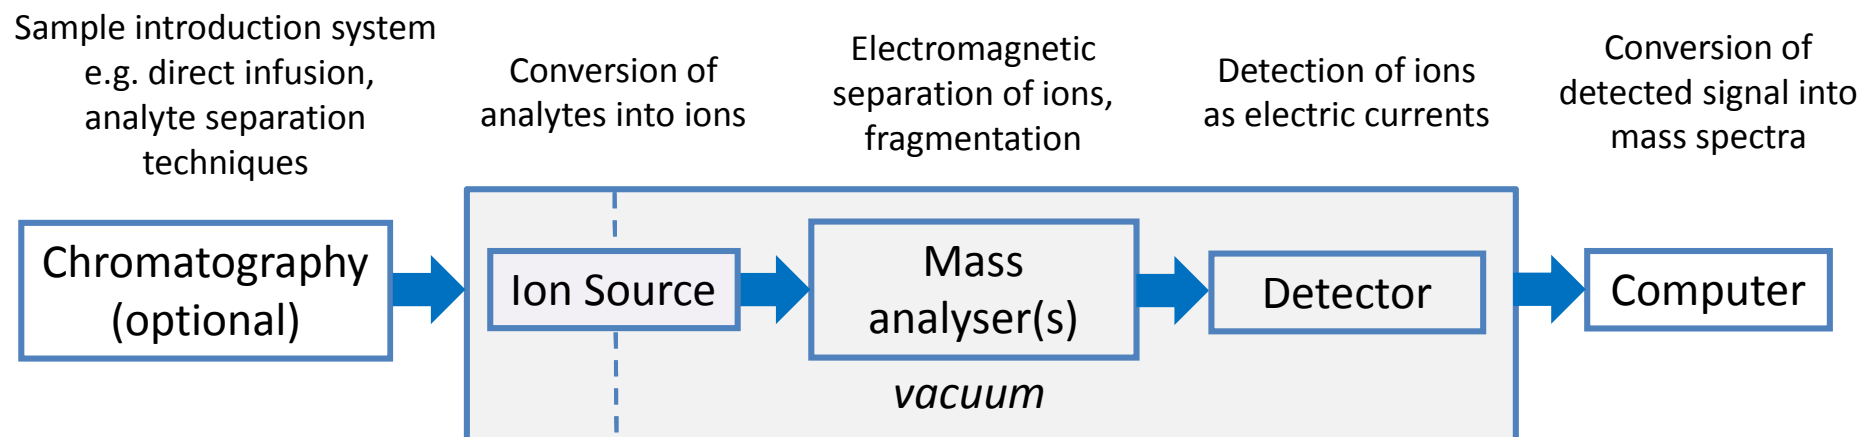 Sample introduction system
e.g. direct infusion,
analyte separation
techniques
Conversion of
analytes into ions
Electromagnetic
separation of ions,
fragmentation
Detection of ions
as electric currents
Conversion of
detected signal into
mass spectra
Chromatography
(optional)
Ion Source
Mass
analyser(s)
Detector
Computer
vacuum